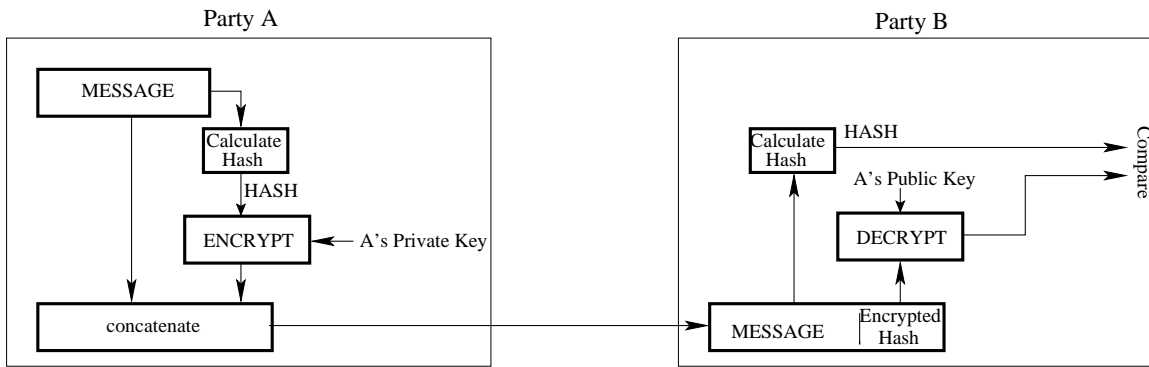 Party A
MESSAGE
Calculate
Hash
HASH
ENCRYPT
A's Private Key
concatenate
Party B
Calculate
Hash
HASH
Compare
A's Public Key
DECRYPT
MESSAGE
Encrypted
Hash